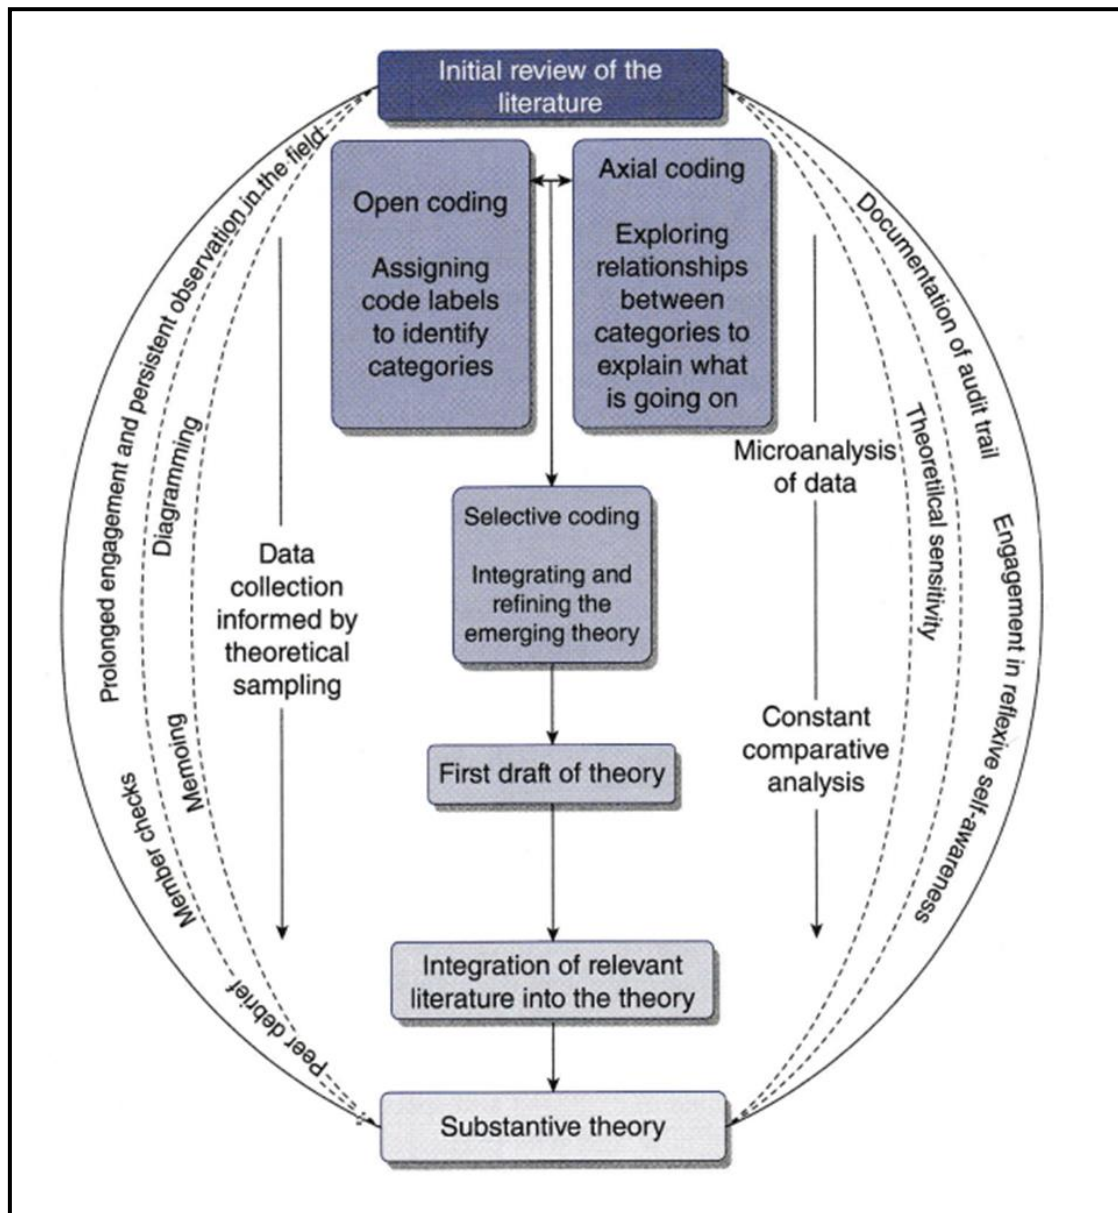 Initial review of the
literature
Open coding
Assigning
code labels
to identify
categories
Axial coding
Exploring
relationships
between
categories to
explain what
is going on
Prolonged engagement and persistent observation in the field
Diagramming
Memoing
Member checks
Peer debrief
Data
collection
informed by
theoretical
sampling
Selective coding
Integrating and
refining the
emerging theory
Microanalysis
of data
Constant
comparative
analysis
Documentation of audit trail
Theoretilcal sensitivity
Engagement in reflexive self-awareness
First draft of theory
Integration of relevant
literature into the theory
Substantive theory